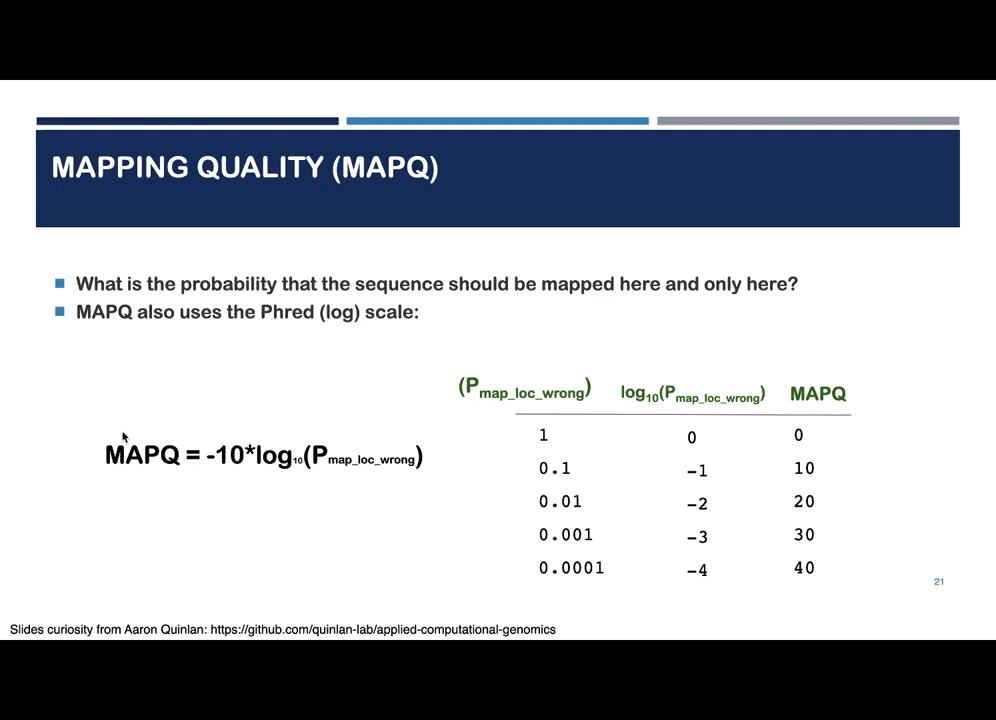 MAPPING QUALITY (MAPQ)
What is the probability that the sequence should be mapped here and only here?
MAPQ also uses the Phred (log) scale:
MAPQ = -10*log10(Pmap_loc_wrong)
(Pmap_loc_wrong) log10(Pmap_loc_wrong) MAPQ
1 0 0
0.1 -1 10
0.01 -2 20
0.001 -3 30
0.0001 -4 40
21
Slides curiosity from Aaron Quinlan: https://github.com/quinlan-lab/applied-computational-genomics